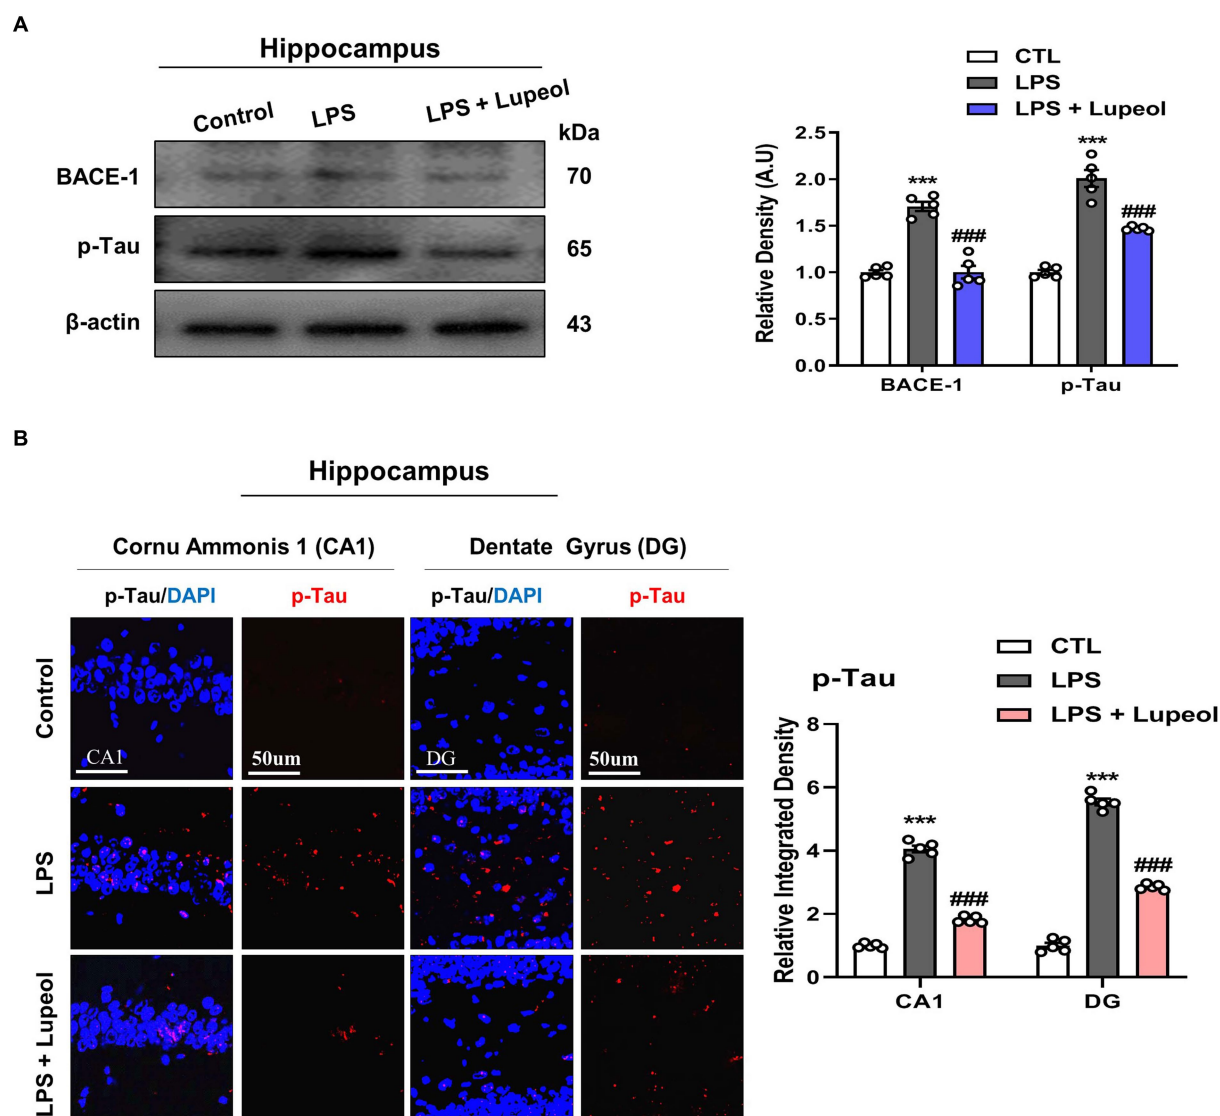 A
Hippocampus
Control
LPS
LPS + Lupeol
kDa
BACE-1
70
p-Tau
65
β-actin
43
CTL
LPS
LPS + Lupeol
Relative Density (A.U)
2.5
2.0
1.5
1.0
0.5
0.0
***
###
***
###
BACE-1
p-Tau
B
Hippocampus
Cornu Ammonis 1 (CA1)
Dentate Gyrus (DG)
p-Tau/DAPI
p-Tau
p-Tau/DAPI
p-Tau
Control
CA1
50um
DG
50um
LPS
LPS + Lupeol
CTL
LPS
LPS + Lupeol
p-Tau
Relative Integrated Density
8
6
4
2
0
***
###
***
###
CA1
DG